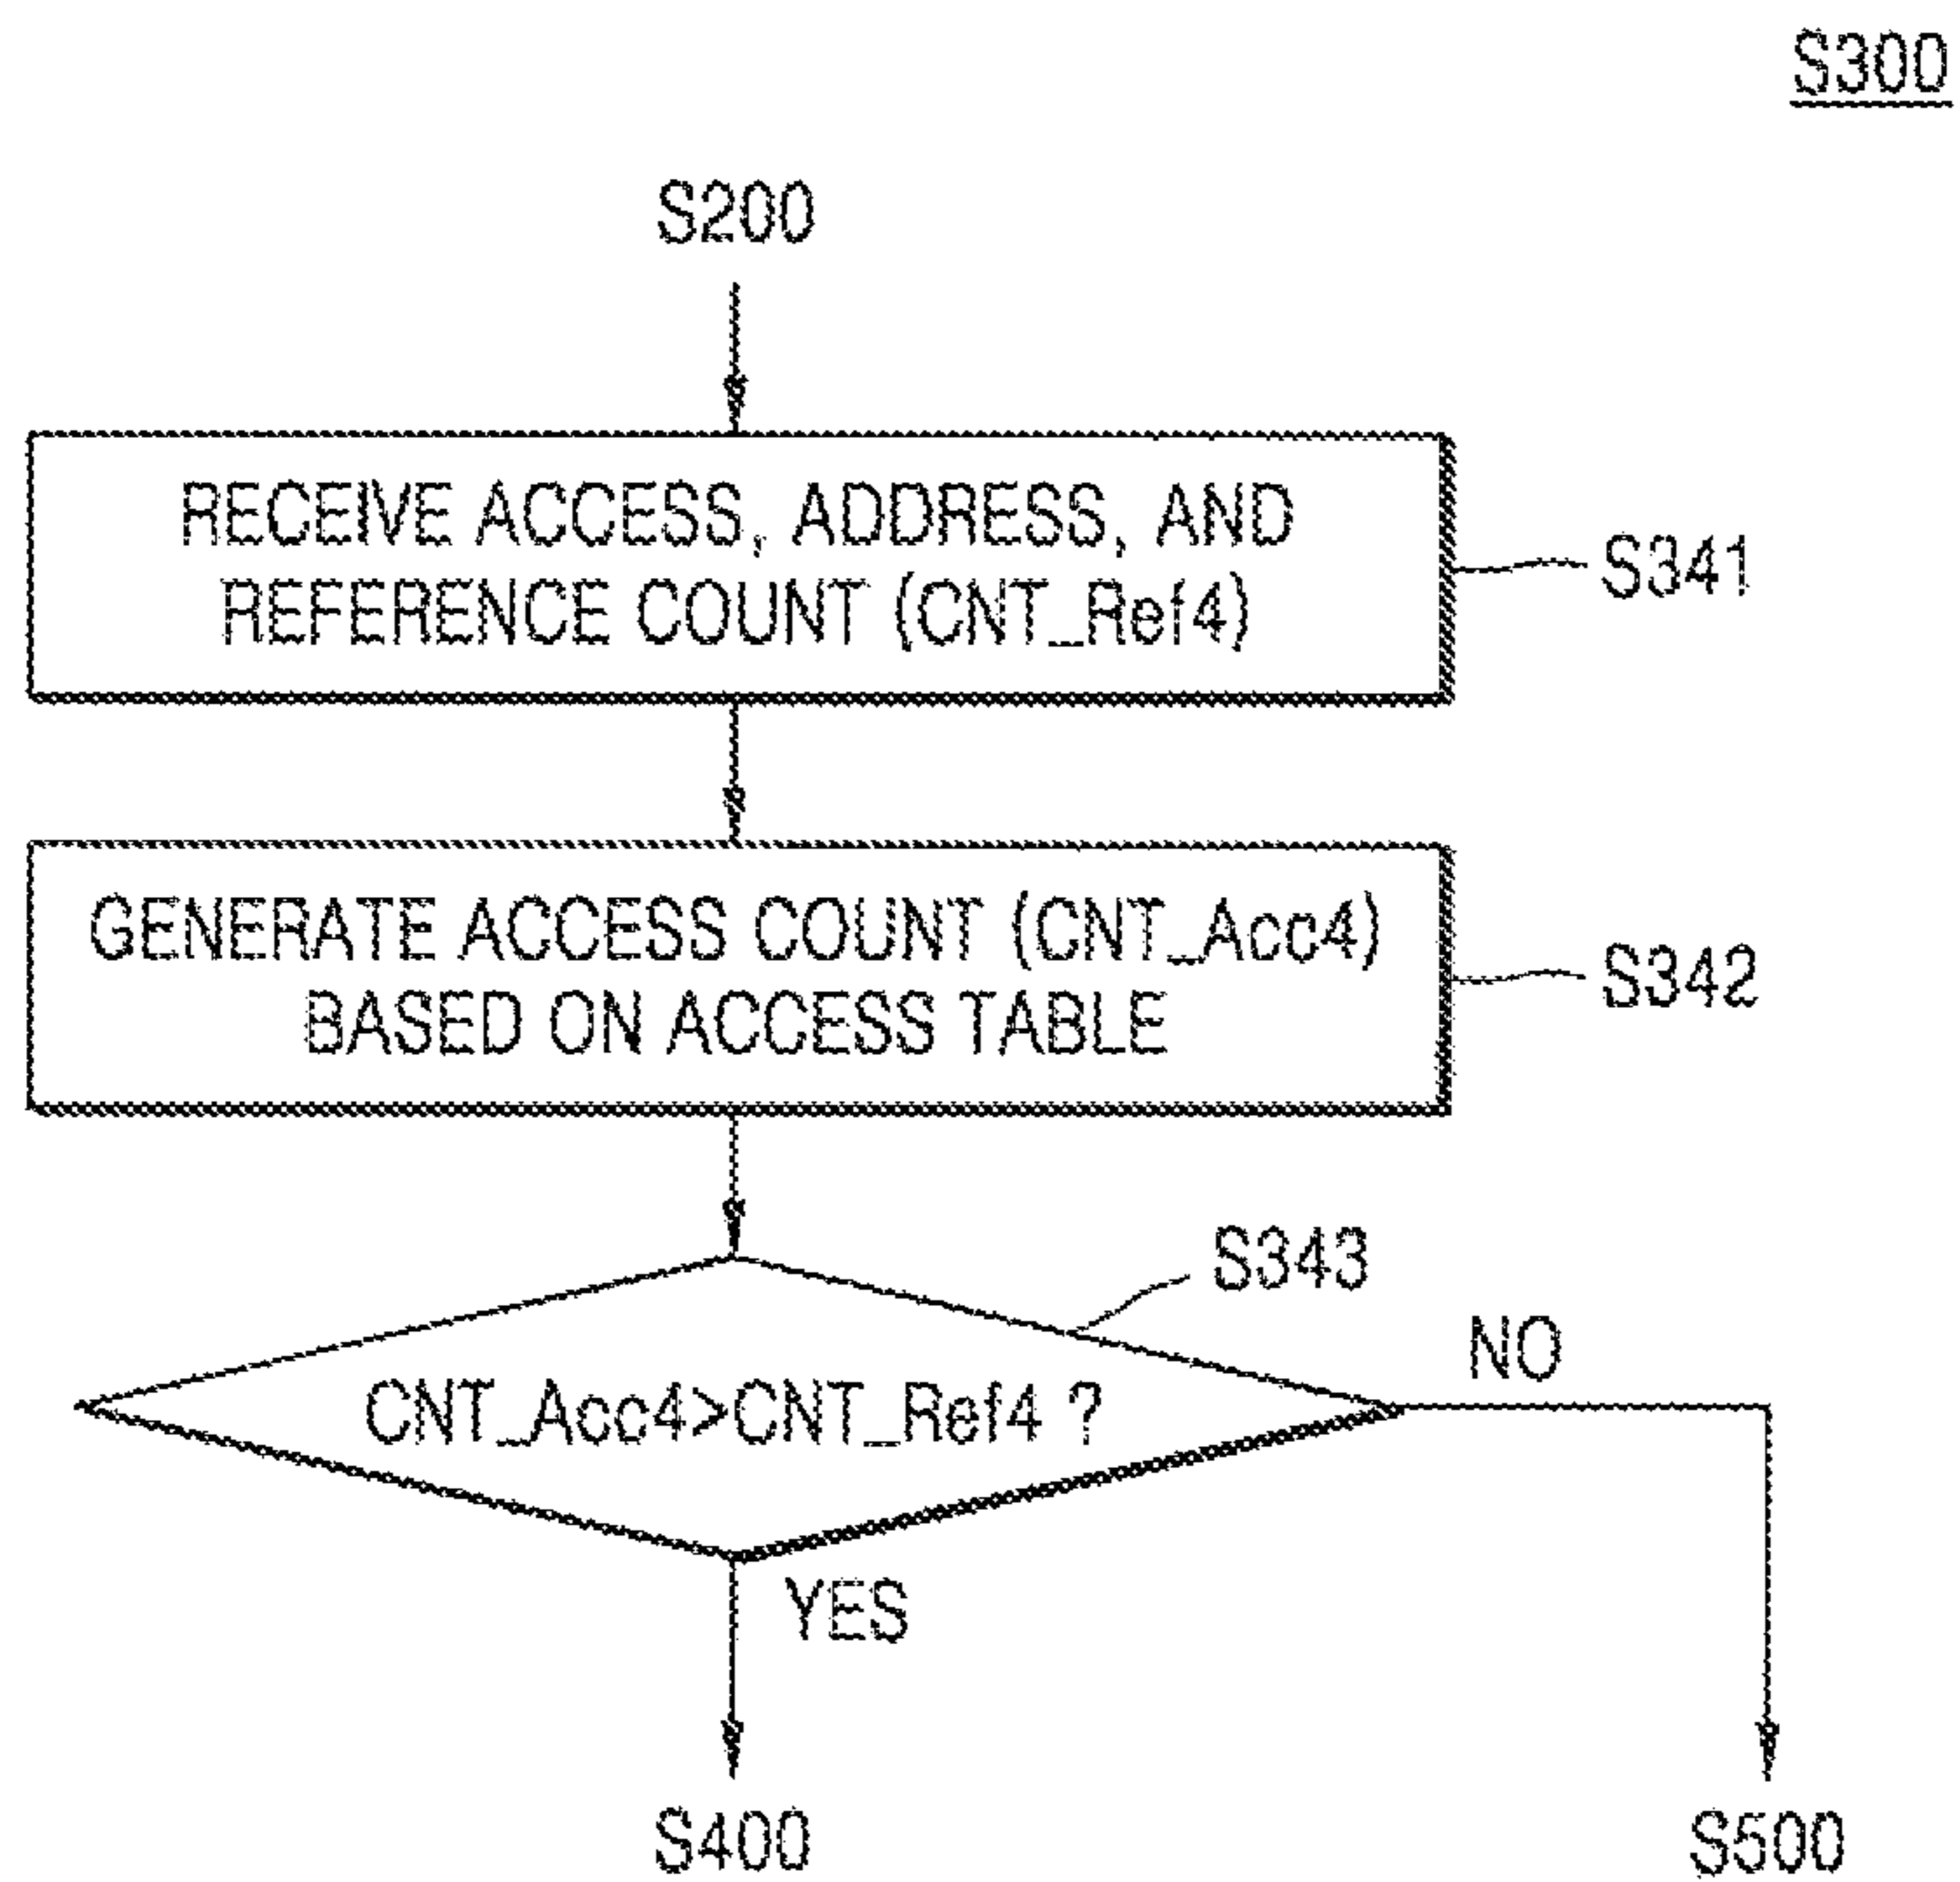 S300
S200
RECEIVE ACCESS, ADDRESS, AND
REFERENCE COUNT (CNT_Ref4)
S341
GENERATE ACCESS COUNT (CNT_Acc4)
BASED ON ACCESS TABLE
S342
S343
CNT_Acc4>CNT_Ref4 ?
NO
YES
S400
S500